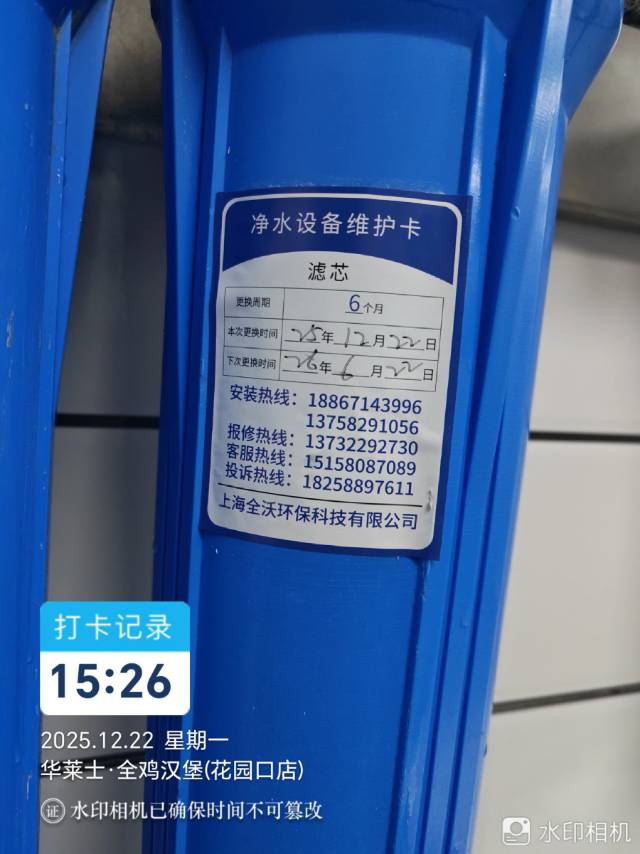 净水设备维护卡
滤芯
更换周期 6个月
本次更换时间 25年12月22日
下次更换时间 26年6月22日
安装热线：18867143996
13758291056
报修热线：13732292730
客服热线：15158087089
投诉热线：18258897611
上海全沃环保科技有限公司
打卡记录
15:26
2025.12.22 星期一
华莱士·全鸡汉堡(花园口店)
证 水印相机已确保时间不可篡改
水印相机